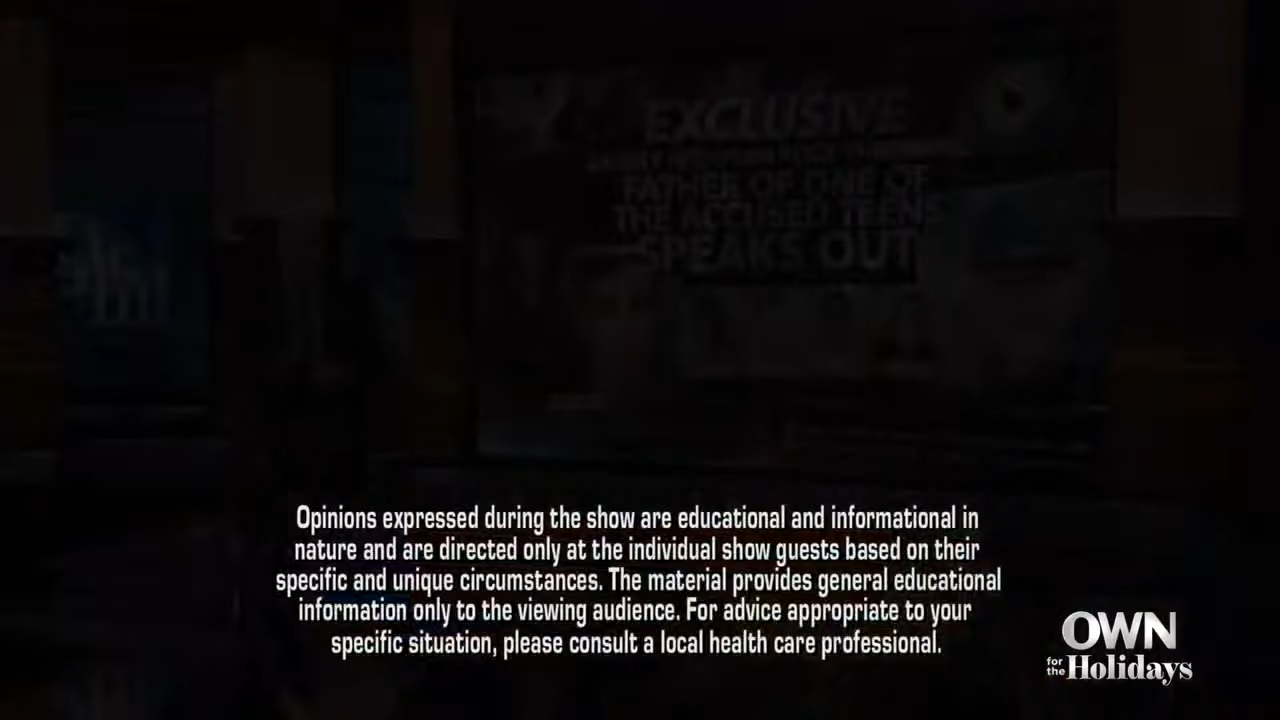 EXCLUSIVE
FATHER OF ONE OF
THE ACCUSED TEENS
SPEAKS OUT
Opinions expressed during the show are educational and informational in
nature and are directed only at the individual show guests based on their
specific and unique circumstances. The material provides general educational
information only to the viewing audience. For advice appropriate to your
specific situation, please consult a local health care professional.
OWN
for the Holidays